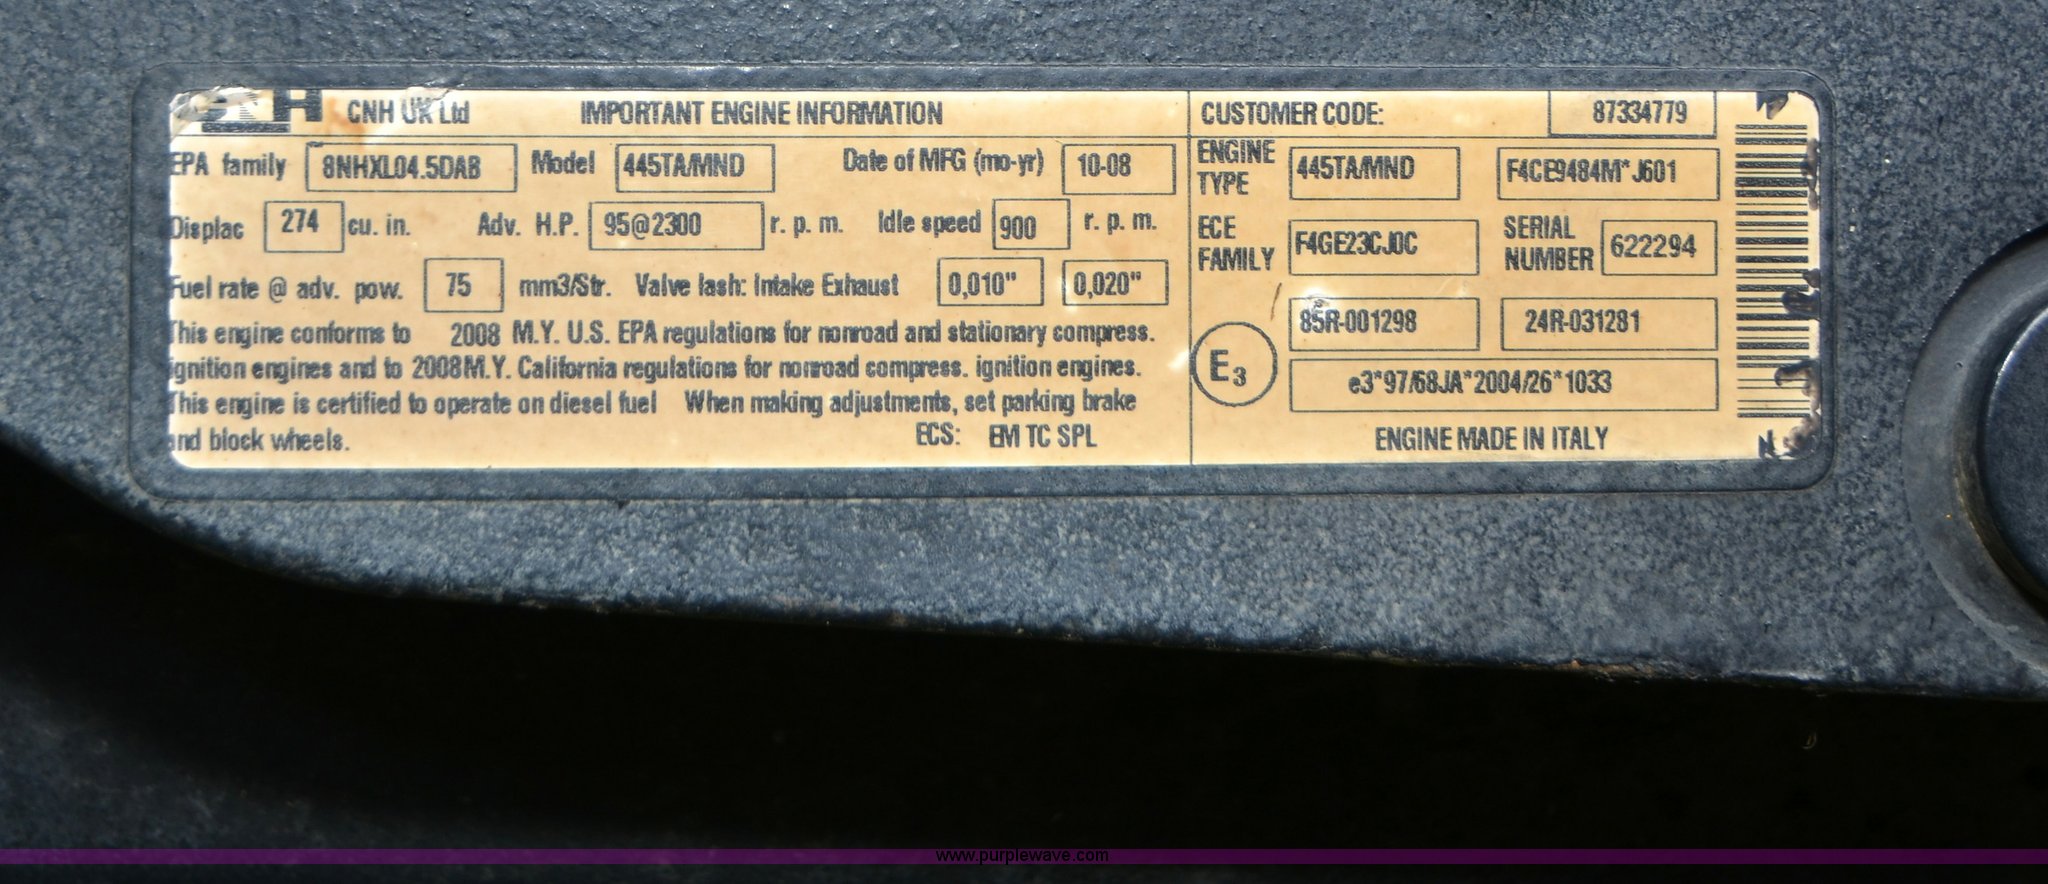 CNH UK Ltd IMPORTANT ENGINE INFORMATION
EPA family 8NHXL04.5DAB Model 445TA/MND Date of MFG (mo-yr) 10-08
Displac 274 cu. in. Adv. H.P. 95@2300 r. p. m. Idle speed 900 r. p. m.
Fuel rate @ adv. pow. 75 mm3/Str. Valve lash: Intake Exhaust 0,010" 0,020"
This engine conforms to 2008 M.Y. U.S. EPA regulations for nonroad and stationary compress.
ignition engines and to 2008M.Y. California regulations for nonroad compress. ignition engines.
This engine is certified to operate on diesel fuel When making adjustments, set parking brake
and block wheels.
ECS: EM TC SPL
CUSTOMER CODE: 87334779
ENGINE TYPE 445TA/MND F4CE9484M*J601
ECE FAMILY F4GE23CJ0C SERIAL NUMBER 622294
85R-001298 24R-031281
E3 e3*97/68JA*2004/26*1033
ENGINE MADE IN ITALY
www.purplewave.com